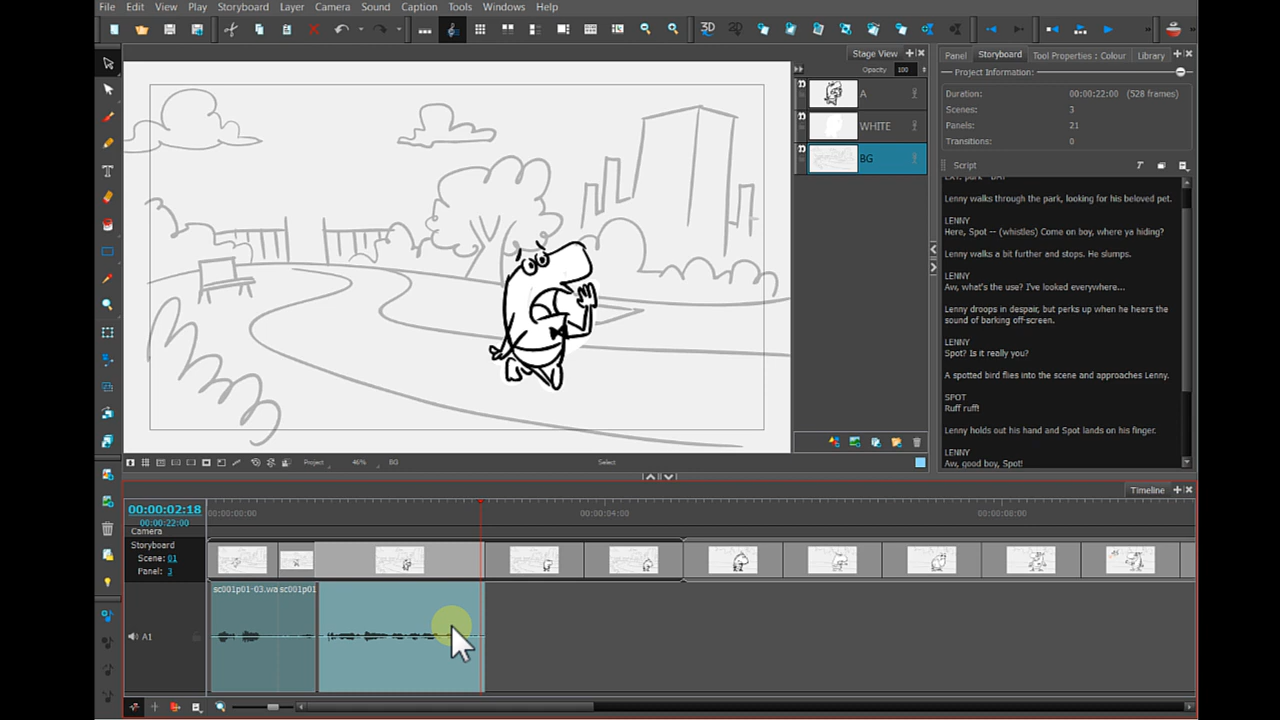 File Edit View Play Storyboard Layer Camera Sound Caption Tools Windows Help
3D 2D
Stage View
Opacity 100
A
WHITE
BG
Panel Storyboard Tool Properties : Colour Library
Project Information:
Duration: 00:00:22:00 (528 frames)
Scenes: 3
Panels: 21
Transitions: 0
Script
Lenny walks through the park, looking for his beloved pet.
LENNY
Here, Spot -- (whistles) Come on boy, where ya hiding?
Lenny walks a bit further and stops. He slumps.
LENNY
Aw, what's the use? I've looked everywhere...
Lenny droops in despair, but perks up when he hears the
sound of barking off-screen.
LENNY
Spot? Is it really you?
A spotted bird flies into the scene and approaches Lenny.
SPOT
Ruff ruff!
Lenny holds out his hand and Spot lands on his finger.
LENNY
Aw, good boy, Spot!
Project 46% BG Select
Timeline
00:00:02:18
00:00:22:00
00:00:00:00 00:00:04:00 00:00:08:00
Camera
Storyboard
Scene: 01
Panel: 3
sc001p01-03.wa sc001p01
A1